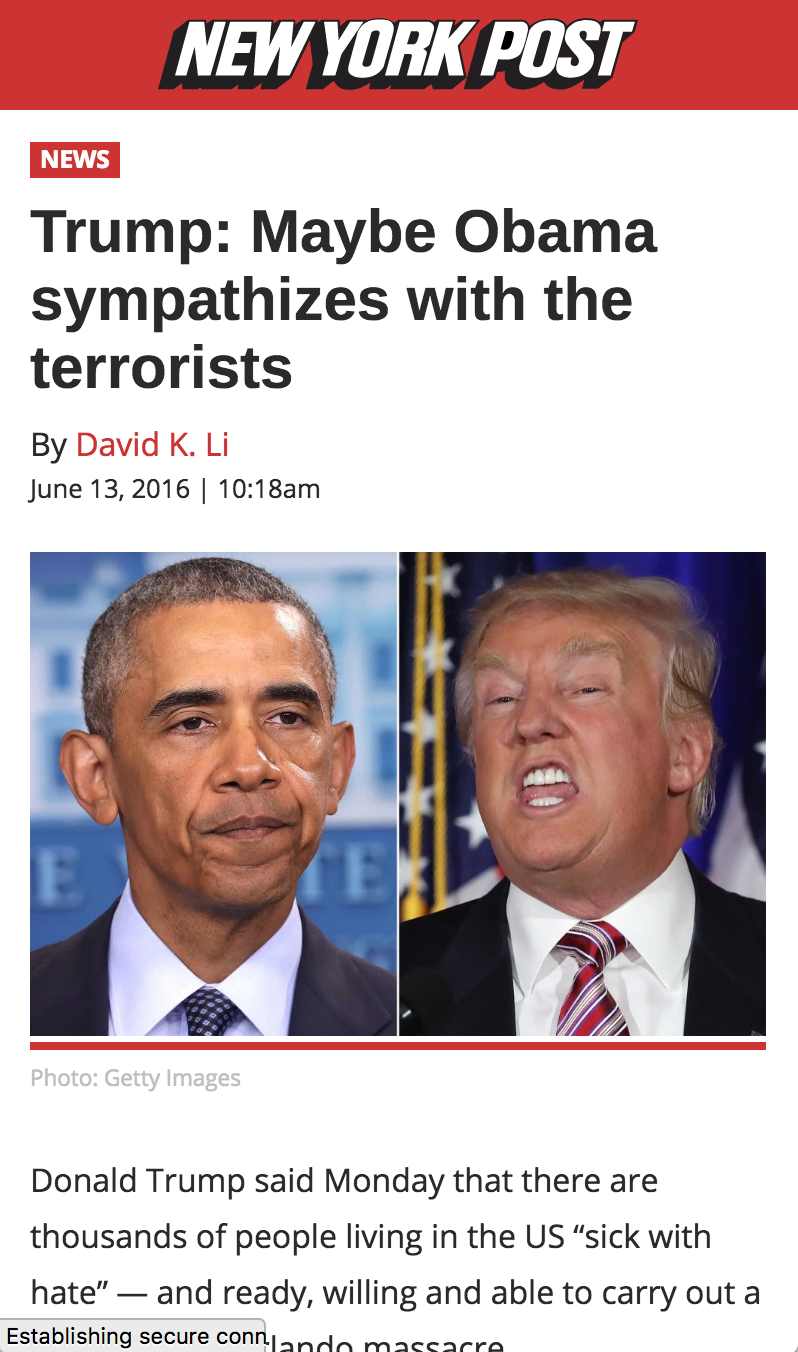 NEW YORK POST
NEWS
Trump: Maybe Obama
sympathizes with the
terrorists
By David K. Li
June 13, 2016 | 10:18am
E TE
Photo: Getty Images
Donald Trump said Monday that there are
thousands of people living in the US “sick with
hate” — and ready, willing and able to carry out a
Establishing secure conn
massacre